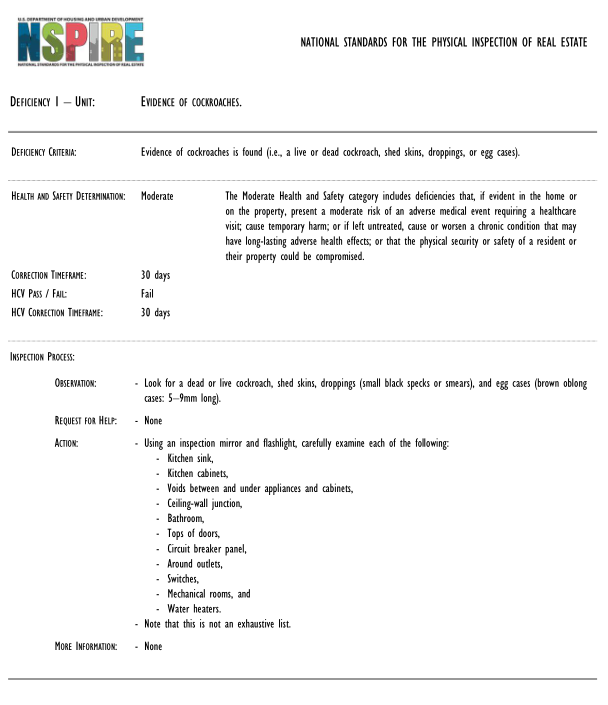 U.S. DEPARTMENT OF HOUSING AND URBAN DEVELOPMENT
NSPIRE
NATIONAL STANDARDS FOR THE PHYSICAL INSPECTION OF REAL ESTATE
NATIONAL STANDARDS FOR THE PHYSICAL INSPECTION OF REAL ESTATE
DEFICIENCY 1 – UNIT: EVIDENCE OF COCKROACHES.
DEFICIENCY CRITERIA: Evidence of cockroaches is found (i.e., a live or dead cockroach, shed skins, droppings, or egg cases).
HEALTH AND SAFETY DETERMINATION: Moderate The Moderate Health and Safety category includes deficiencies that, if evident in the home or
on the property, present a moderate risk of an adverse medical event requiring a healthcare
visit; cause temporary harm; or if left untreated, cause or worsen a chronic condition that may
have long-lasting adverse health effects; or that the physical security or safety of a resident or
their property could be compromised.
CORRECTION TIMEFRAME: 30 days
HCV PASS / FAIL: Fail
HCV CORRECTION TIMEFRAME: 30 days
INSPECTION PROCESS:
OBSERVATION: - Look for a dead or live cockroach, shed skins, droppings (small black specks or smears), and egg cases (brown oblong
cases: 5–9mm long).
REQUEST FOR HELP: - None
ACTION: - Using an inspection mirror and flashlight, carefully examine each of the following:
- Kitchen sink,
- Kitchen cabinets,
- Voids between and under appliances and cabinets,
- Ceiling-wall junction,
- Bathroom,
- Tops of doors,
- Circuit breaker panel,
- Around outlets,
- Switches,
- Mechanical rooms, and
- Water heaters.
- Note that this is not an exhaustive list.
MORE INFORMATION: - None